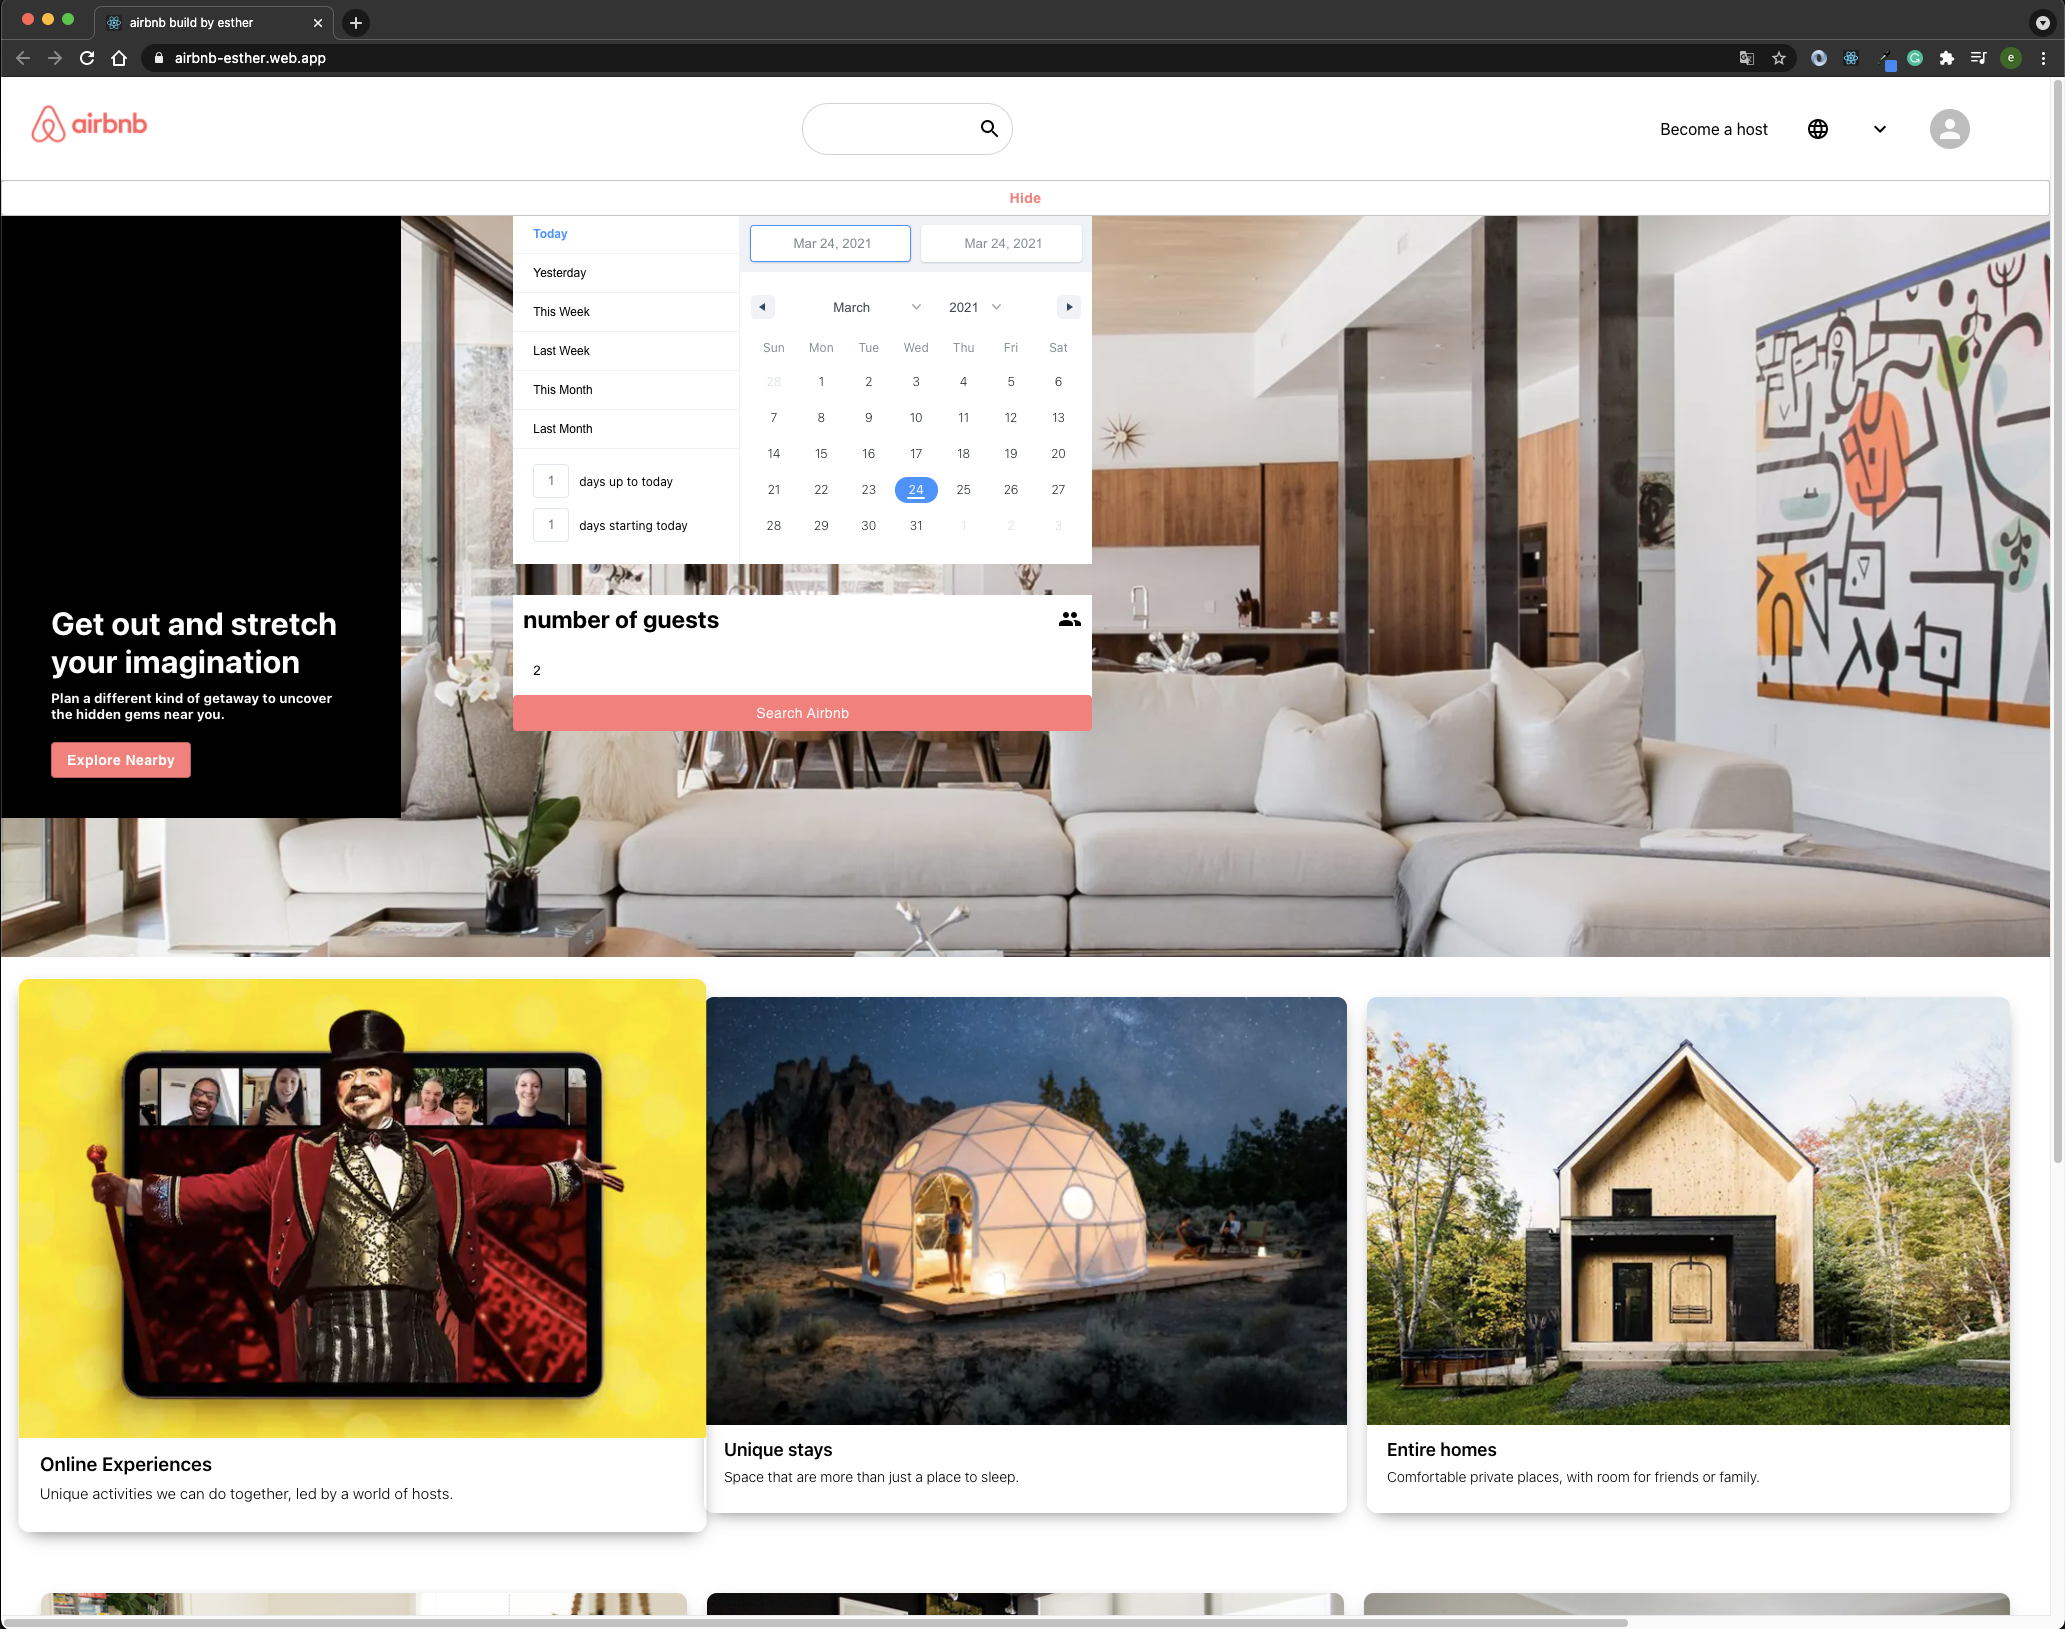 airbnb build by esther
airbnb-esther.web.app
e
airbnb
Become a host
Hide
Today
Yesterday
This Week
Last Week
This Month
Last Month
1 days up to today
1 days starting today
Mar 24, 2021 Mar 24, 2021
March 2021
Sun Mon Tue Wed Thu Fri Sat
28 1 2 3 4 5 6
7 8 9 10 11 12 13
14 15 16 17 18 19 20
21 22 23 24 25 26 27
28 29 30 31 1 2 3
number of guests
2
Search Airbnb
Get out and stretch
your imagination
Plan a different kind of getaway to uncover
the hidden gems near you.
Explore Nearby
Online Experiences
Unique activities we can do together, led by a world of hosts.
Unique stays
Space that are more than just a place to sleep.
Entire homes
Comfortable private places, with room for friends or family.